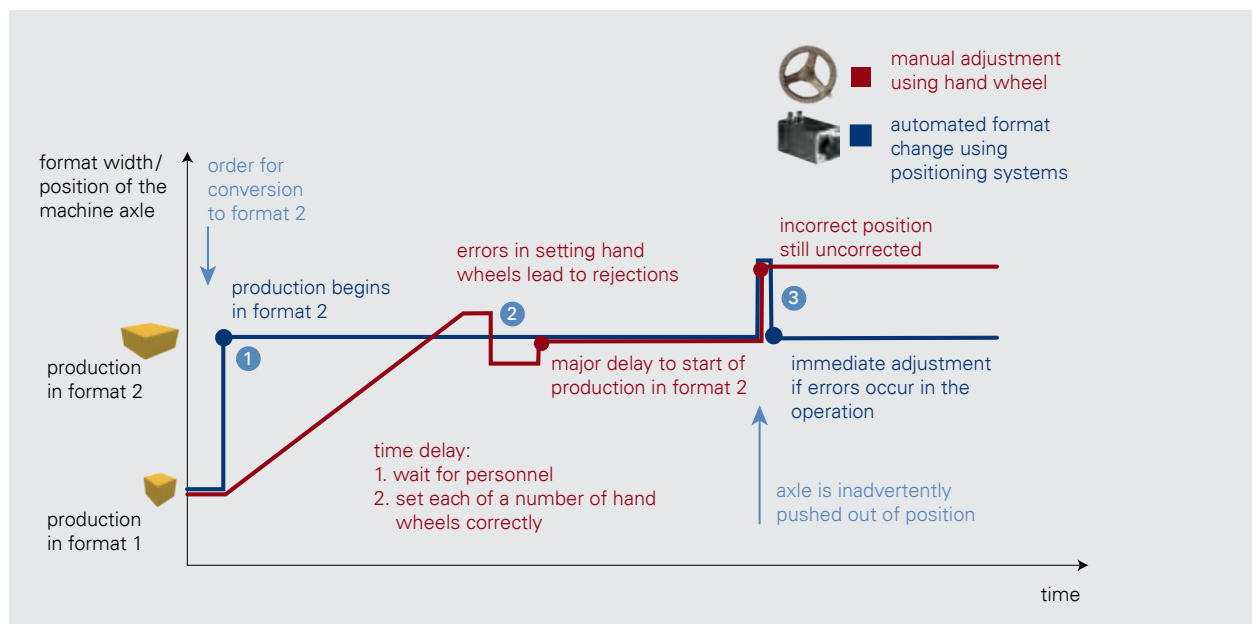 manual adjustment
using hand wheel
automated format
change using
positioning systems
format width/
position of the
machine axle
order for
conversion
to format 2
incorrect position
still uncorrected
errors in setting hand
wheels lead to rejections
production begins
in format 2
2
3
1
production
in format 2
major delay to start of
production in format 2
immediate adjustment
if errors occur in the
operation
time delay:
1. wait for personnel
2. set each of a number of hand
wheels correctly
axle is inadvertently
pushed out of position
production
in format 1
time